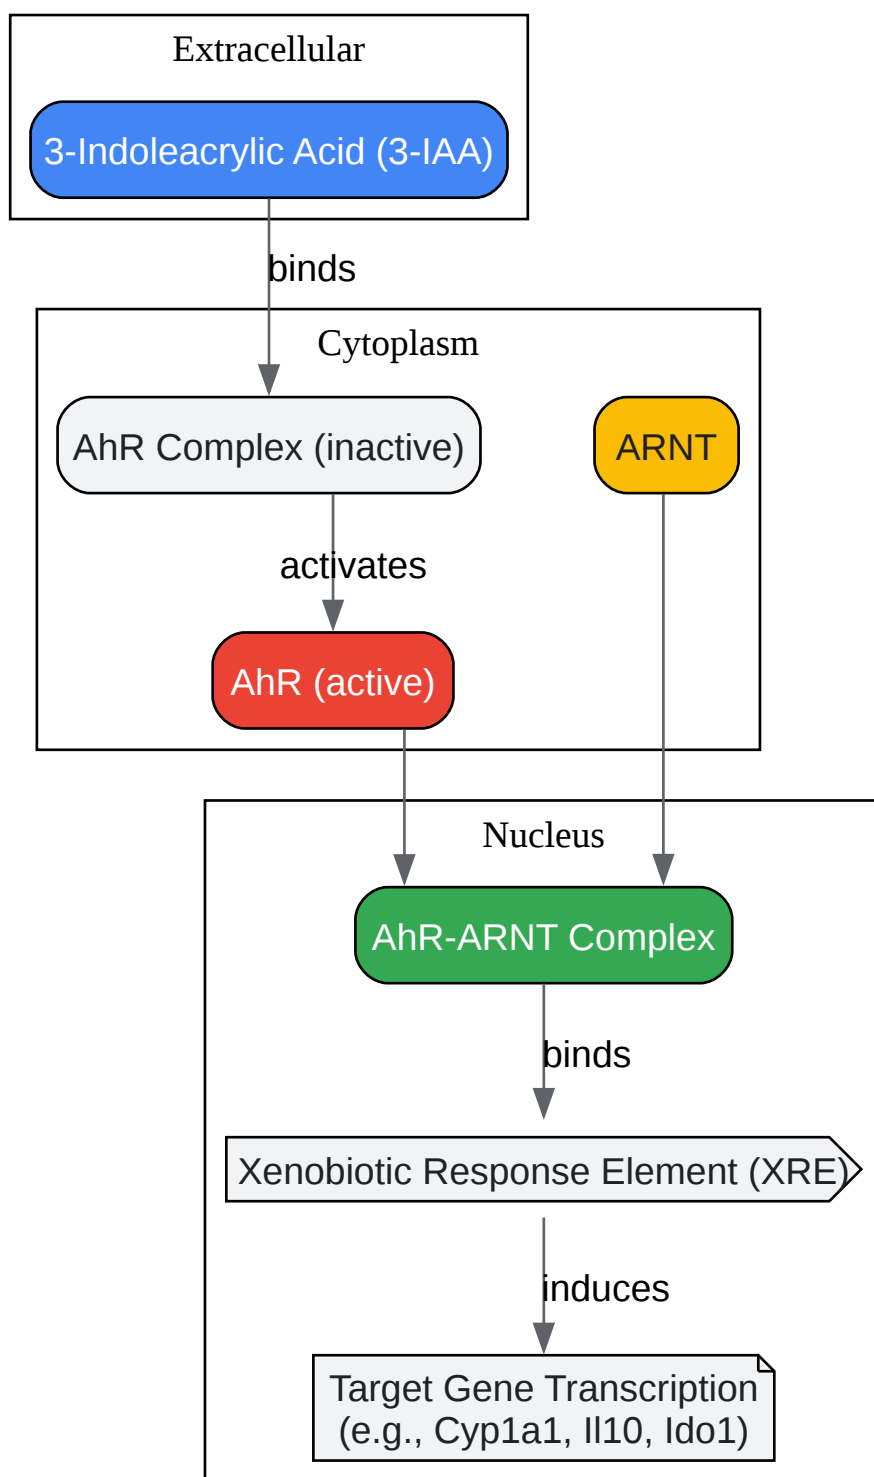 Extracellular
3-Indoleacrylic Acid (3-IAA)
binds
Cytoplasm
AhR Complex (inactive)
ARNT
activates
AhR (active)
Nucleus
AhR-ARNT Complex
binds
Xenobiotic Response Element (XRE)
induces
Target Gene Transcription
(e.g., Cyp1a1, Il10, Ido1)